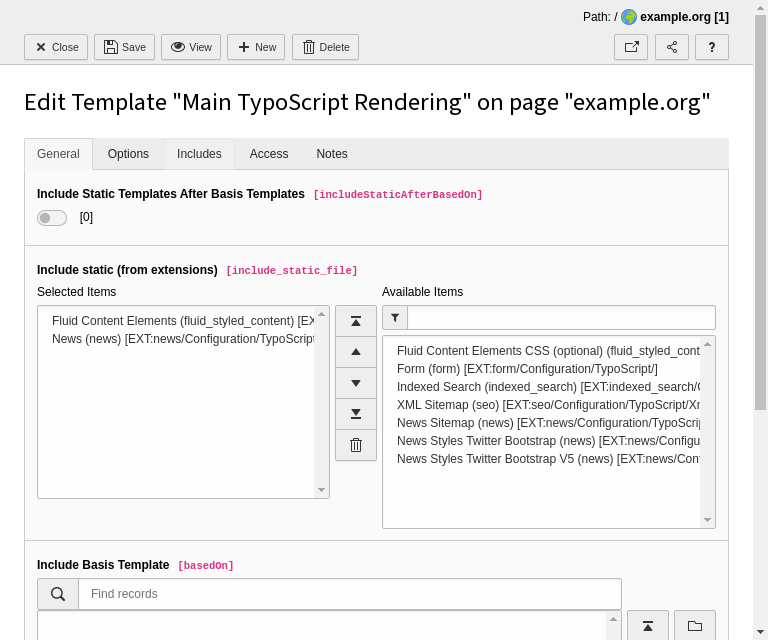 Path: / example.org [1]
Close Save View New Delete ?
Edit Template "Main TypoScript Rendering" on page "example.org"
General Options Includes Access Notes
Include Static Templates After Basis Templates [includeStaticAfterBasedOn]
[0]
Include static (from extensions) [include_static_file]
Selected Items
Fluid Content Elements (fluid_styled_content) [EX
News (news) [EXT:news/Configuration/TypoScript
Available Items
Fluid Content Elements CSS (optional) (fluid_styled_cont
Form (form) [EXT:form/Configuration/TypoScript/]
Indexed Search (indexed_search) [EXT:indexed_search/C
XML Sitemap (seo) [EXT:seo/Configuration/TypoScript/Xm
News Sitemap (news) [EXT:news/Configuration/TypoScrip
News Styles Twitter Bootstrap (news) [EXT:news/Configu
News Styles Twitter Bootstrap V5 (news) [EXT:news/Conf
Include Basis Template [basedOn]
Find records